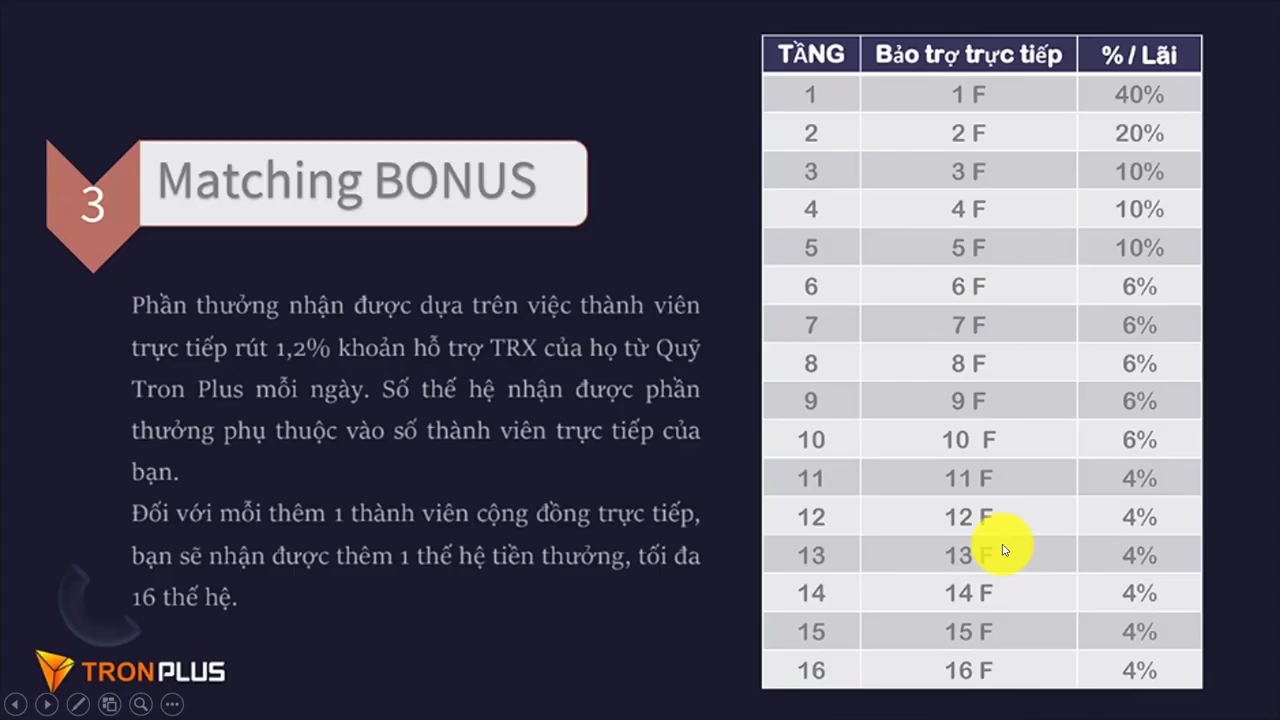 3
Matching BONUS
Phần thưởng nhận được dựa trên việc thành viên
trực tiếp rút 1,2% khoản hỗ trợ TRX của họ từ Quỹ
Tron Plus mỗi ngày. Số thế hệ nhận được phần
thưởng phụ thuộc vào số thành viên trực tiếp của
bạn.
Đối với mỗi thêm 1 thành viên cộng đồng trực tiếp,
bạn sẽ nhận được thêm 1 thế hệ tiền thưởng, tối đa
16 thế hệ.
TRONPLUS
TẦNG Bảo trợ trực tiếp % / Lãi
1 1 F 40%
2 2 F 20%
3 3 F 10%
4 4 F 10%
5 5 F 10%
6 6 F 6%
7 7 F 6%
8 8 F 6%
9 9 F 6%
10 10 F 6%
11 11 F 4%
12 12 F 4%
13 13 F 4%
14 14 F 4%
15 15 F 4%
16 16 F 4%